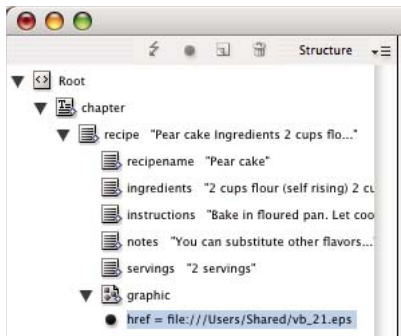 Structure
Root
chapter
recipe "Pear cake Ingredients 2 cups flo..."
recipename "Pear cake"
ingredients "2 cups flour (self rising) 2 cu
instructions "Bake in floured pan. Let coo
notes "You can substitute other flavors...
servings "2 servings"
graphic
href = file:///Users/Shared/vb_21.eps